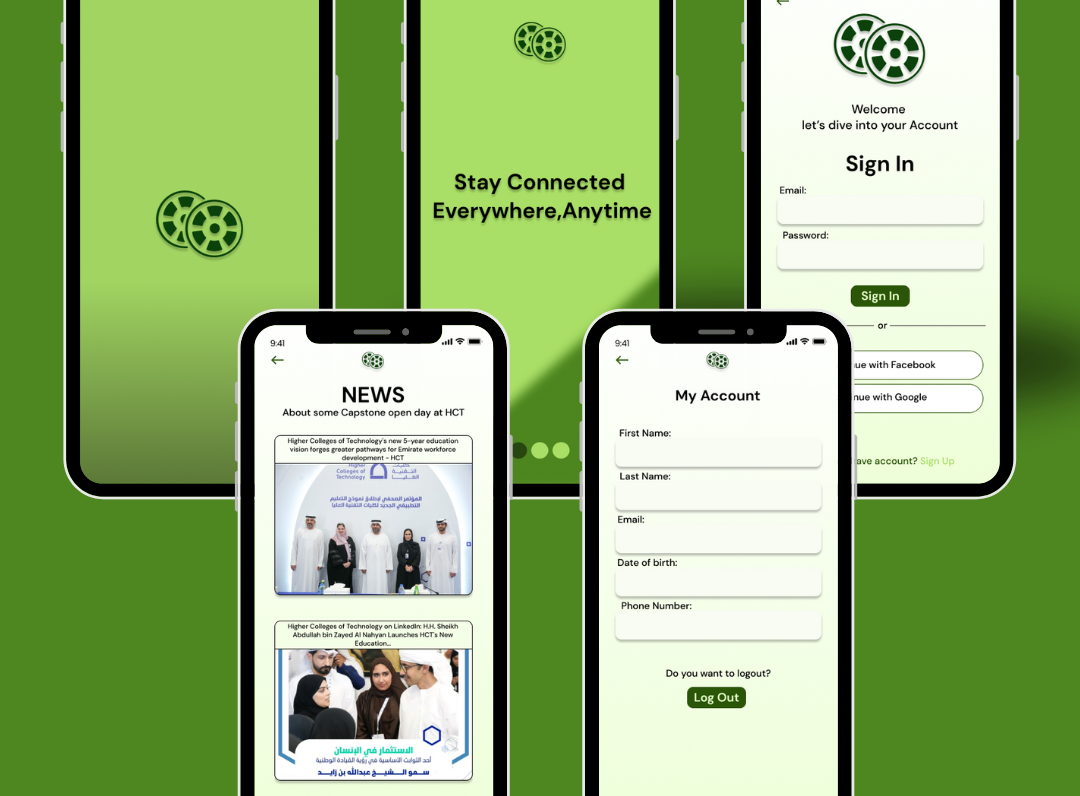 Stay Connected
Everywhere,Anytime
Welcome
let's dive into your Account
Sign In
Email:
Password:
Sign In
or
nue with Facebook
nue with Google
ave account? Sign Up
9:41
NEWS
About some Capstone open day at HCT
Higher Colleges of Technology's new 5-year education
vision forges greater pathways for Emirate workforce
development - HCT
Higher
Colleges of
Technology
كليات
التقنية
العليا
المؤتمر الصحفي لإطلاق نموذج التعليم
التطبيقي الجديد لكليات التقنية العليا
Higher Colleges of Technology on LinkedIn: H.H. Sheikh
Abdullah bin Zayed Al Nahyan Launches HCT's New
Education...
الاستثمار في الإنسان
أحد الثوابت الأساسية في رؤية القيادة الوطنية
سمو الشيخ عبدالله بن زايد
9:41
My Account
First Name:
Last Name:
Email:
Date of birth:
Phone Number:
Do you want to logout?
Log Out